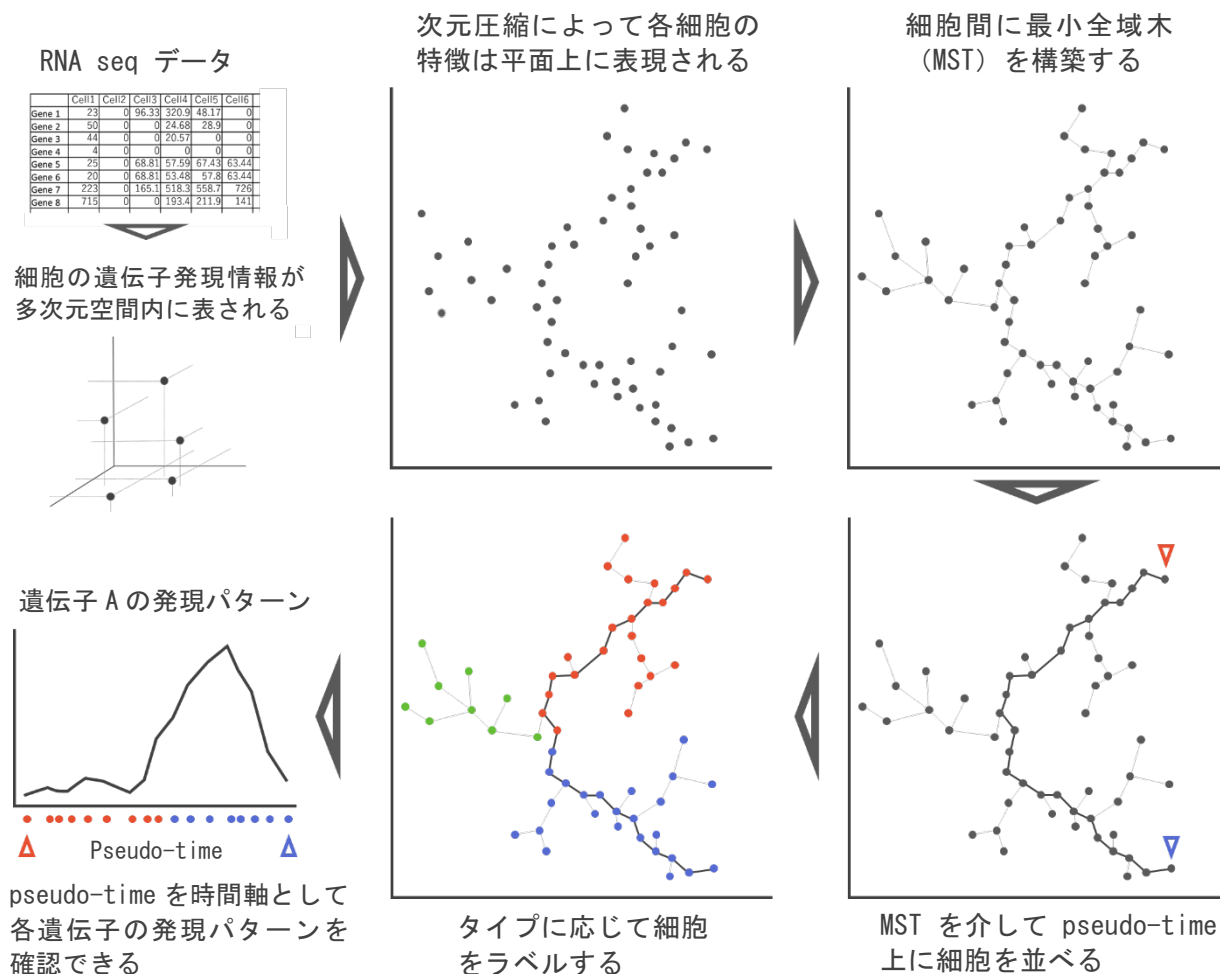 RNA seq データ
Cell1 Cell2 Cell3 Cell4 Cell5 Cell6
Gene 1 23 0 96.33 320.9 48.17 0
Gene 2 50 0 0 24.68 28.9 0
Gene 3 44 0 0 20.57 0 0
Gene 4 4 0 0 0 0 0
Gene 5 25 0 68.81 57.59 67.43 63.44
Gene 6 20 0 68.81 53.48 57.8 63.44
Gene 7 223 0 165.1 518.3 558.7 726
Gene 8 715 0 0 193.4 211.9 141
細胞の遺伝子発現情報が
多次元空間内に表される
次元圧縮によって各細胞の
特徴は平面上に表現される
細胞間に最小全域木
(MST) を構築する
MST を介して pseudo-time
上に細胞を並べる
タイプに応じて細胞
をラベルする
遺伝子 A の発現パターン
Pseudo-time
pseudo-time を時間軸として
各遺伝子の発現パターンを
確認できる